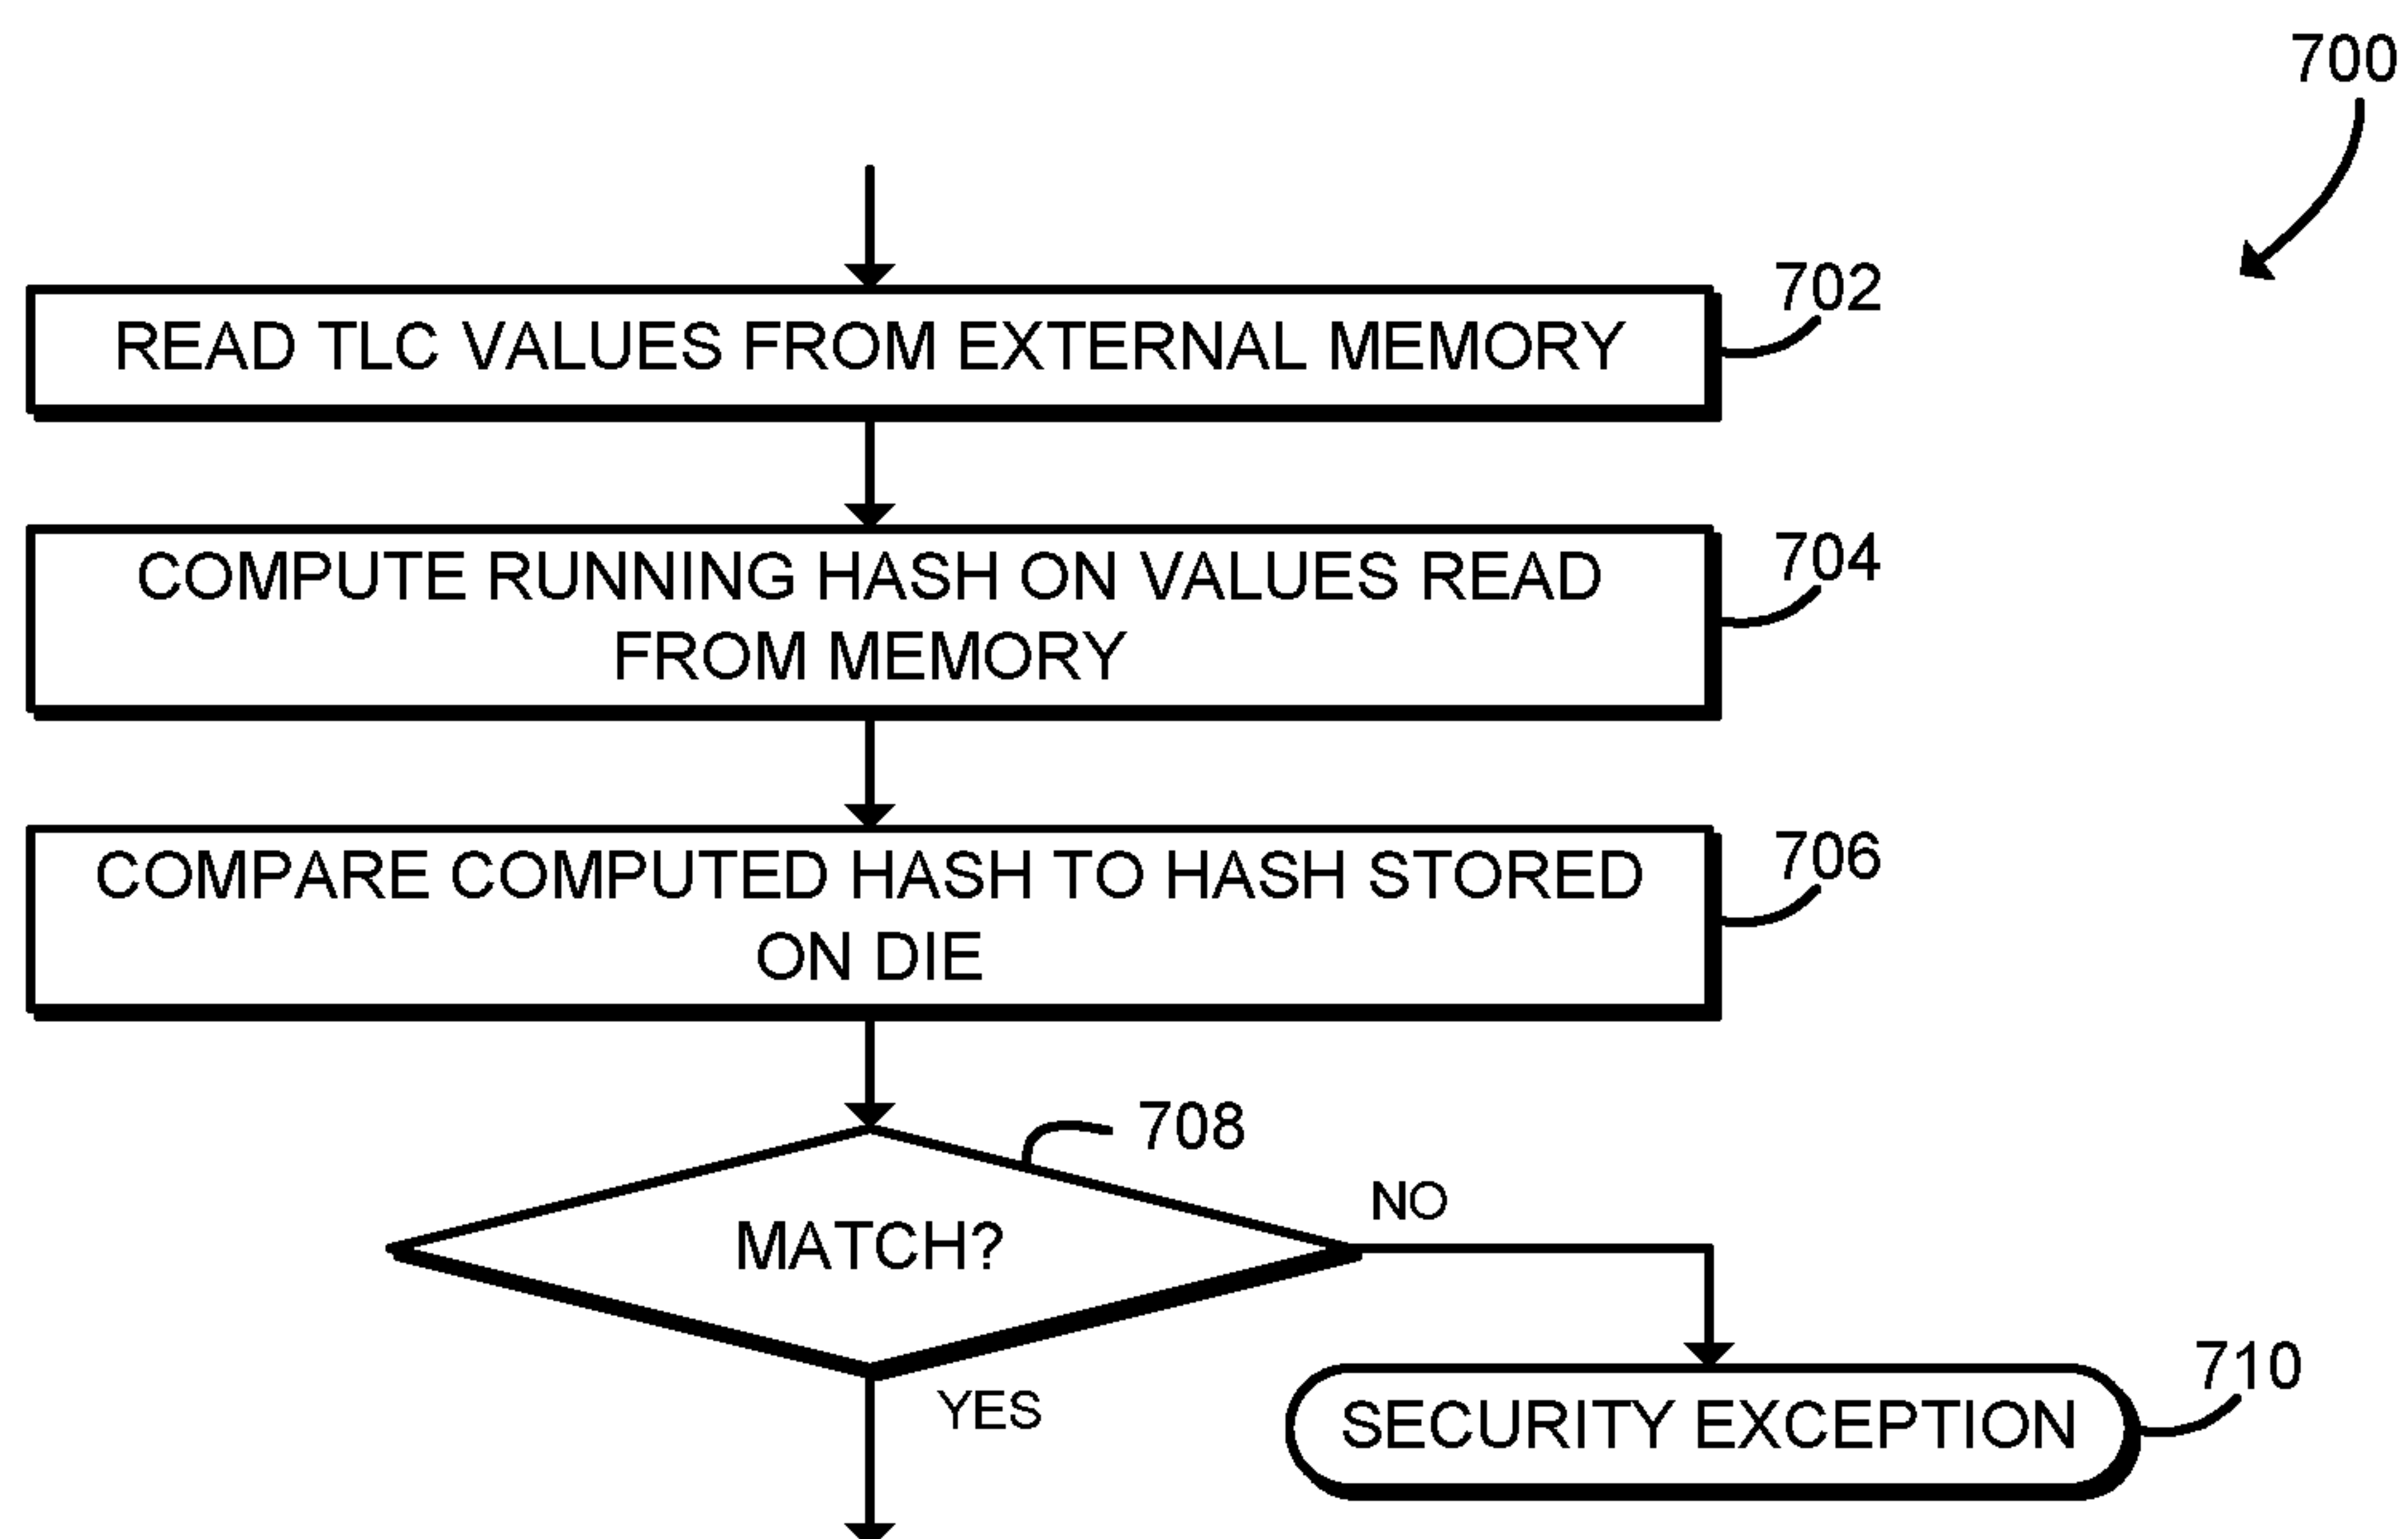 700
702
READ TLC VALUES FROM EXTERNAL MEMORY
704
COMPUTE RUNNING HASH ON VALUES READ
FROM MEMORY
706
COMPARE COMPUTED HASH TO HASH STORED
ON DIE
708
NO
MATCH?
YES
710
SECURITY EXCEPTION